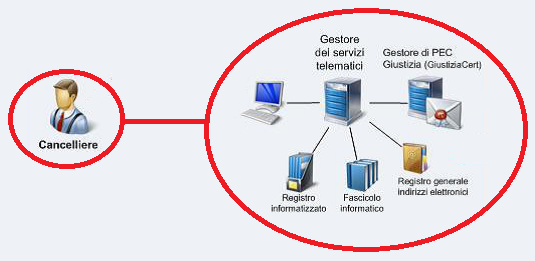 Gestore
dei servizi
telematici
Gestore di PEC
Giustizia (GiustiziaCert)
Cancelliere
Registro
informatizzato
Fascicolo
informatico
Registro generale
indirizzi elettronici